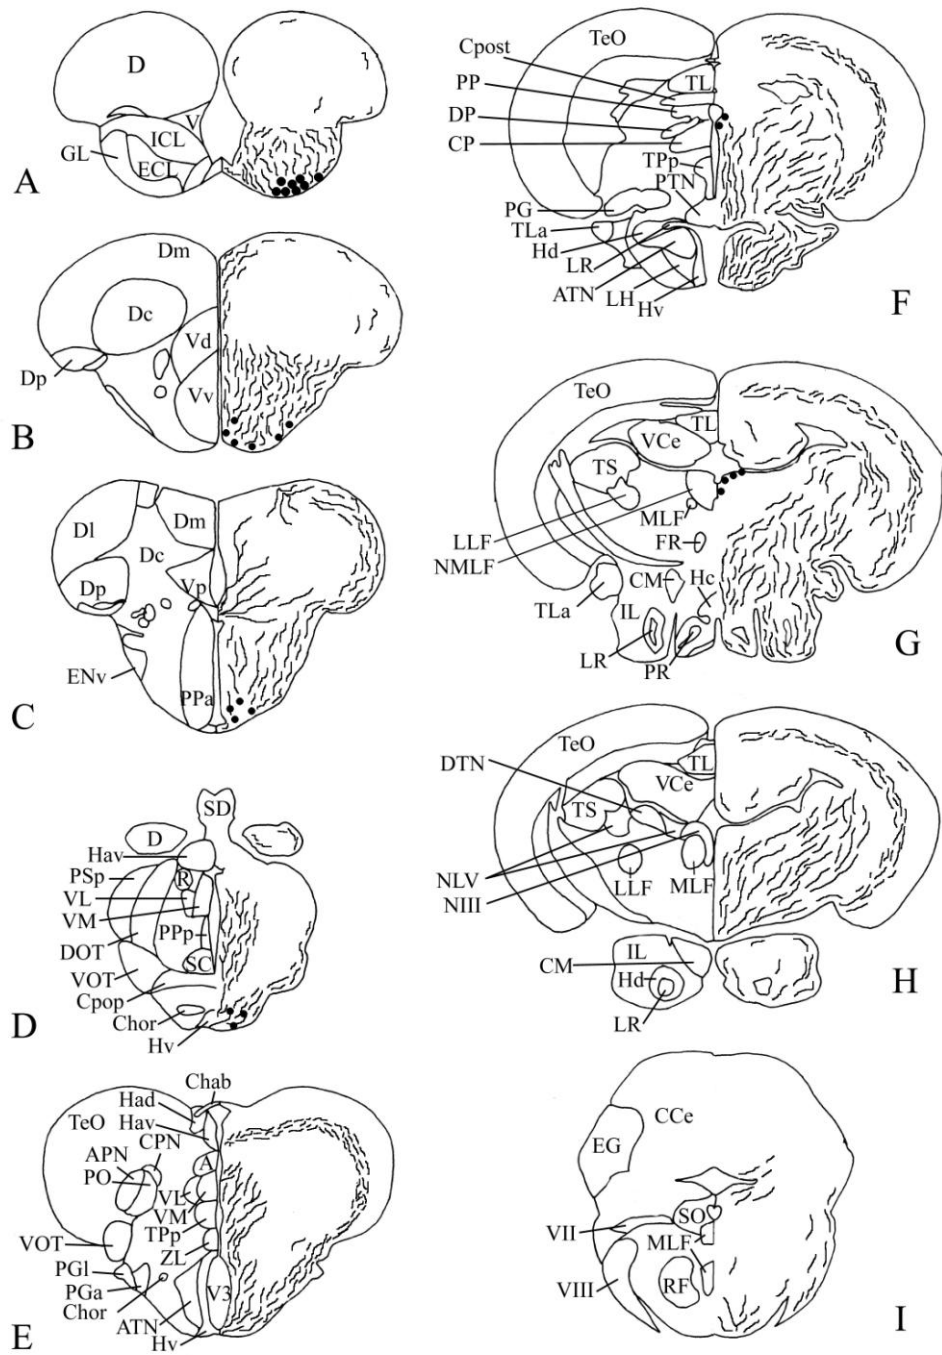 D
V
ICL
GL
ECL
A
Dm
Dc
Vd
Dp
Vv
B
Dl
Dm
Dc
Dp
Vp
ENv
PPa
C
SD
D
Hav
PSp
R
VL
VM
PPp
DOT
SC
VOT
Cpop
Chor
Hv
D
Chab
Had
TeO
Hav
CPN
APN
A
PO
VL
VM
TPp
VOT
ZL
PGl
V3
PGa
Chor
ATN
Hv
E
TeO
Cpost
TL
PP
DP
CP
TPp
PTN
PG
TLa
Hd
LR
ATN
LH
Hv
F
TeO
TL
VCe
TS
MLF
LLF
FR
NMLF
CM
Hc
TLa
IL
LR
PR
G
TeO
DTN
TL
VCe
TS
NLV
LLF
MLF
NIII
IL
CM
Hd
LR
H
CCe
EG
SO
VII
MLF
VIII
RF
I